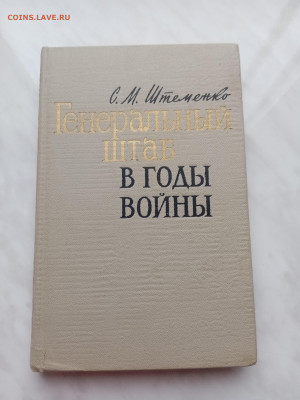 COINS.LAVE.RU
С. М. Штеменко
Генеральный
штаб
В ГОДЫ
ВОЙНЫ